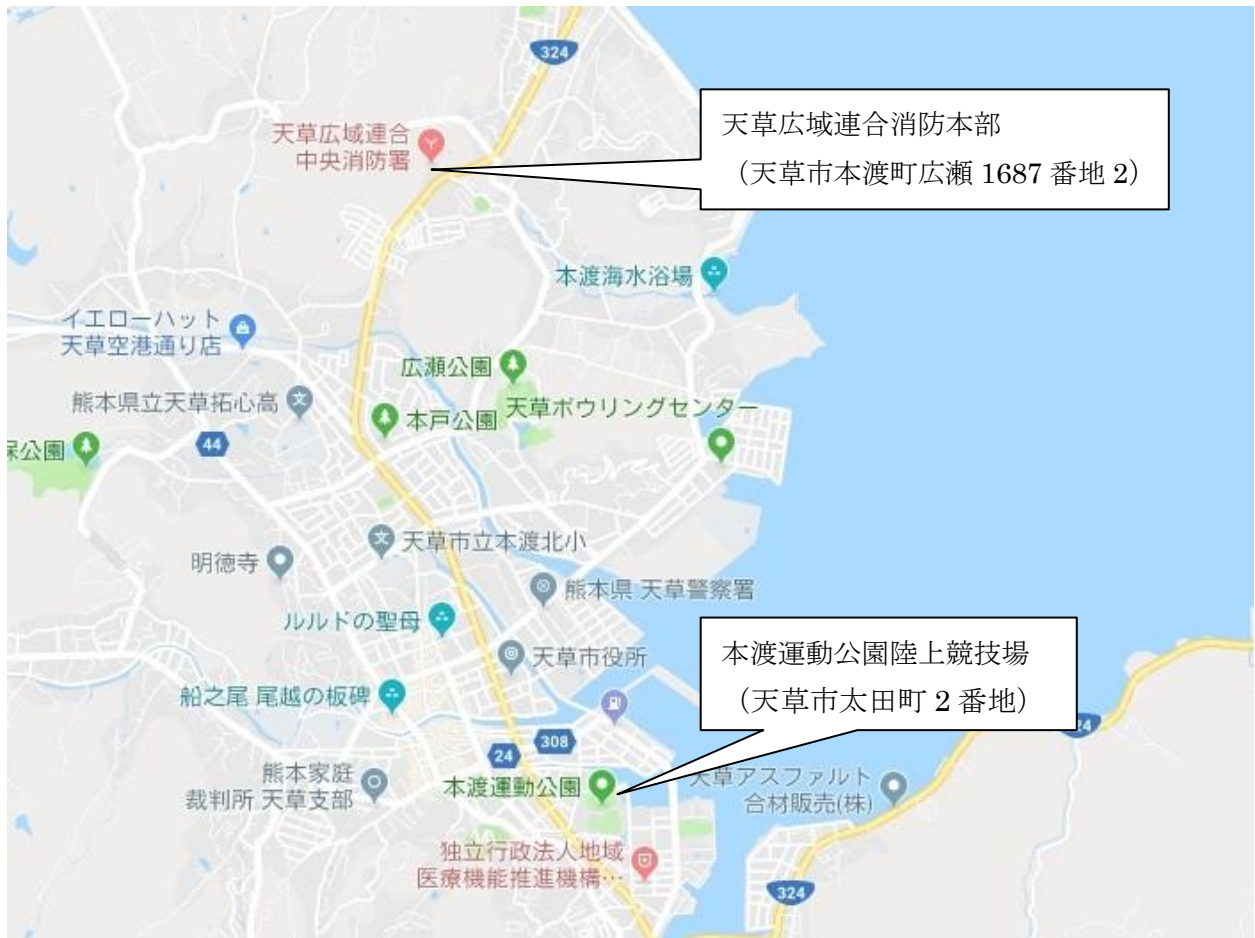 324
天草広域連合消防本部
（天草市本渡町広瀬 1687 番地 2）
天草広域連合
中央消防署
本渡海水浴場
イエローハット
天草空港通り店
広瀬公園
熊本県立天草拓心高
本戸公園
天草ボウリングセンター
公園
44
天草市立本渡北小
明徳寺
熊本県 天草警察署
ルルドの聖母
天草市役所
本渡運動公園陸上競技場
（天草市太田町 2 番地）
船之尾 尾越の板碑
24
308
24
熊本家庭
裁判所 天草支部
本渡運動公園
天草アスファルト
合材販売(株)
独立行政法人地域
医療機能推進機構…
324